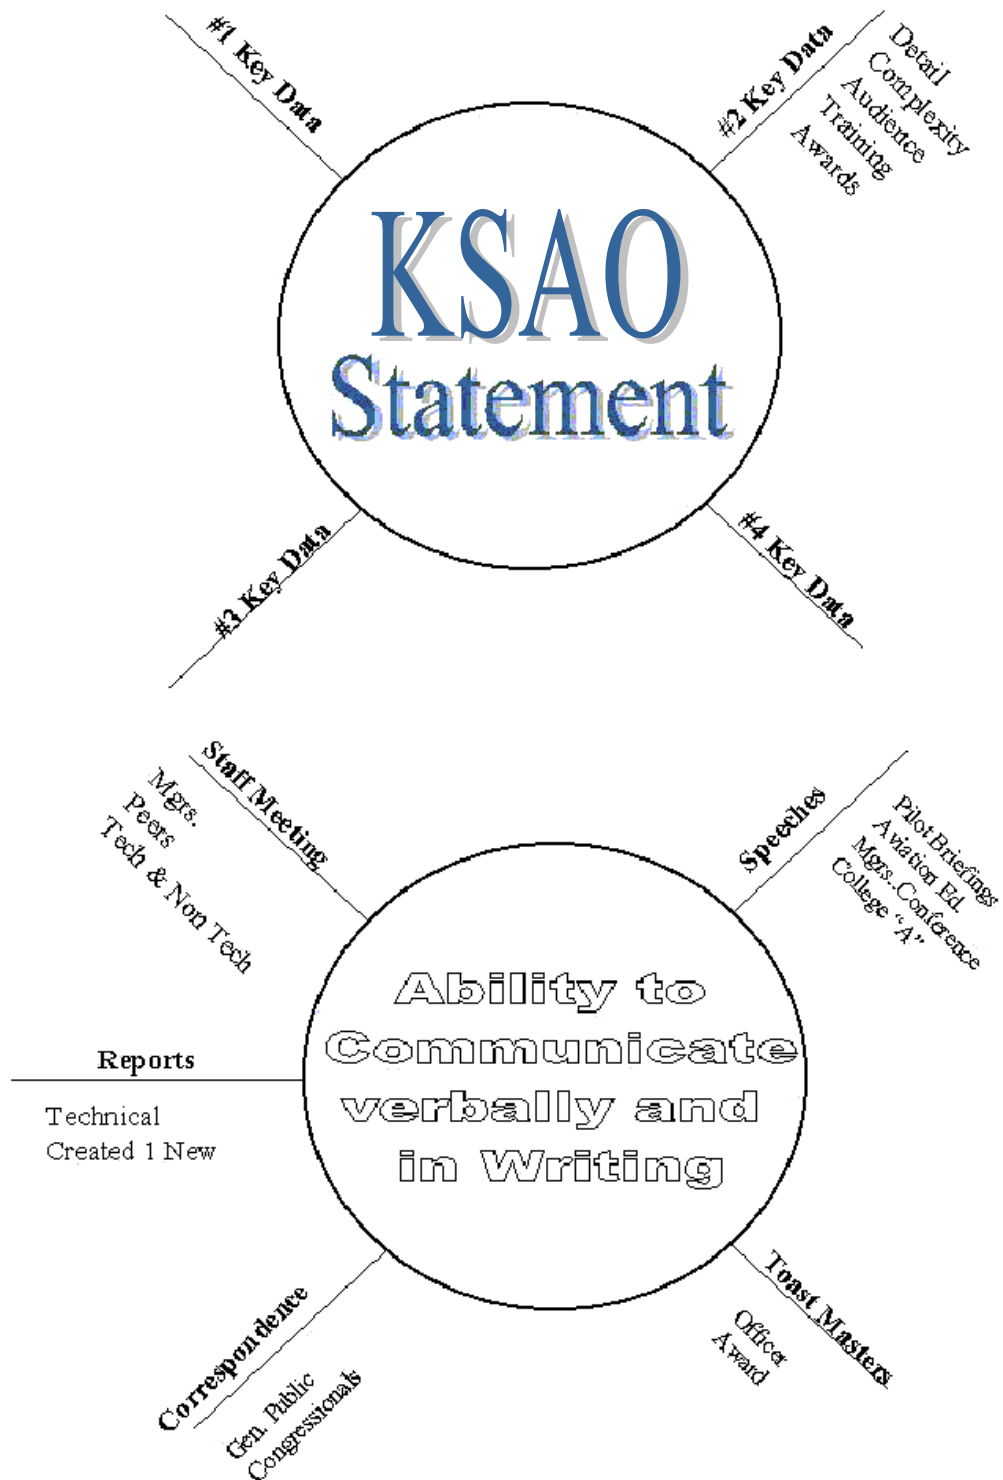 #1 Key Data
#2 Key Data
Detail
Complexity
Audience
Training
Awards
KSAO
Statement
#3 Key Data
#4 Key Data
Staff Meeting
Mgrs.
Peers
Tech & Non Tech
Speeches
Pilot Briefings
Aviation Ed.
Mgrs..Conference
College "A"
Ability to
Communicate
verbally and
in Writing
Reports
Technical
Created 1 New
Correspondence
Gen. Public
Congressionals
Toast Masters
Officer
Award